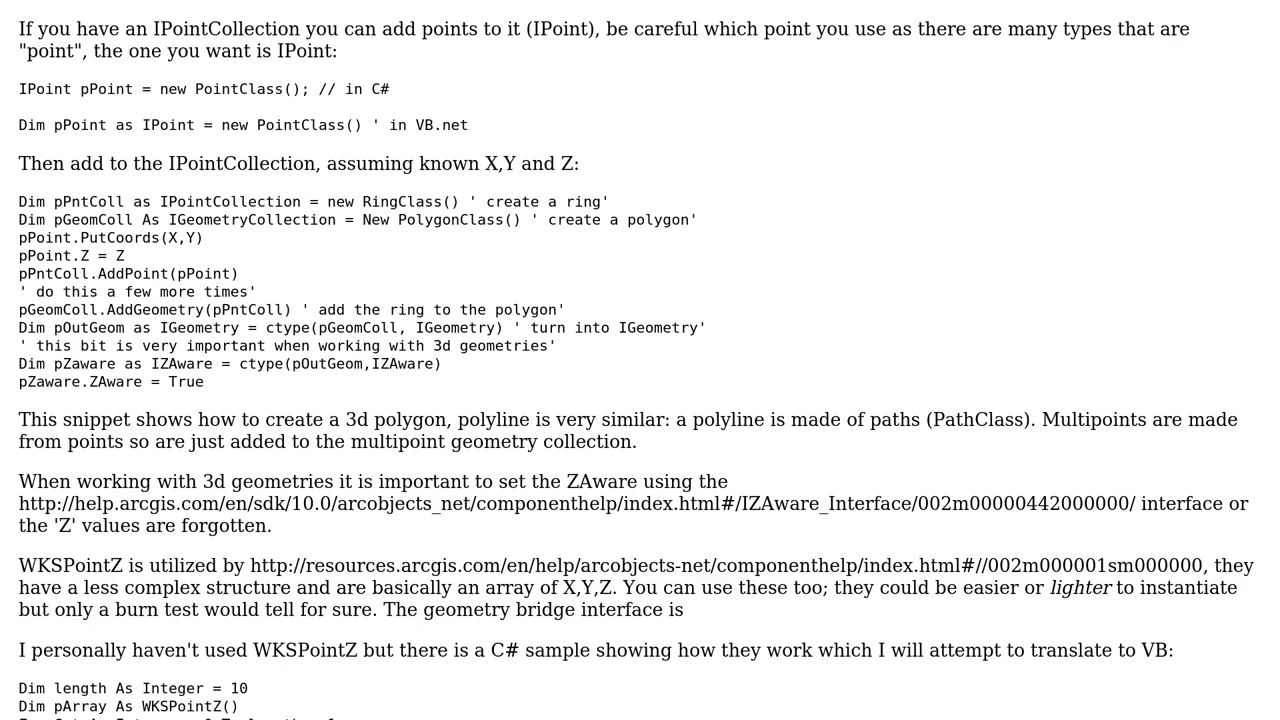 If you have an IPointCollection you can add points to it (IPoint), be careful which point you use as there are many types that are
"point", the one you want is IPoint:
IPoint pPoint = new PointClass(); // in C#
Dim pPoint as IPoint = new PointClass() ' in VB.net
Then add to the IPointCollection, assuming known X,Y and Z:
Dim pPntColl as IPointCollection = new RingClass() ' create a ring'
Dim pGeomColl As IGeometryCollection = New PolygonClass() ' create a polygon'
pPoint.PutCoords(X,Y)
pPoint.Z = Z
pPntColl.AddPoint(pPoint)
' do this a few more times'
pGeomColl.AddGeometry(pPntColl) ' add the ring to the polygon'
Dim pOutGeom as IGeometry = ctype(pGeomColl, IGeometry) ' turn into IGeometry'
' this bit is very important when working with 3d geometries'
Dim pZaware as IZAware = ctype(pOutGeom,IZAware)
pZaware.ZAware = True
This snippet shows how to create a 3d polygon, polyline is very similar: a polyline is made of paths (PathClass). Multipoints are made
from points so are just added to the multipoint geometry collection.
When working with 3d geometries it is important to set the ZAware using the
http://help.arcgis.com/en/sdk/10.0/arcobjects_net/componenthelp/index.html#/IZAware_Interface/002m00000442000000/ interface or
the 'Z' values are forgotten.
WKSPointZ is utilized by http://resources.arcgis.com/en/help/arcobjects-net/componenthelp/index.html#//002m000001sm000000, they
have a less complex structure and are basically an array of X,Y,Z. You can use these too; they could be easier or lighter to instantiate
but only a burn test would tell for sure. The geometry bridge interface is
I personally haven't used WKSPointZ but there is a C# sample showing how they work which I will attempt to translate to VB:
Dim length As Integer = 10
Dim pArray As WKSPointZ()